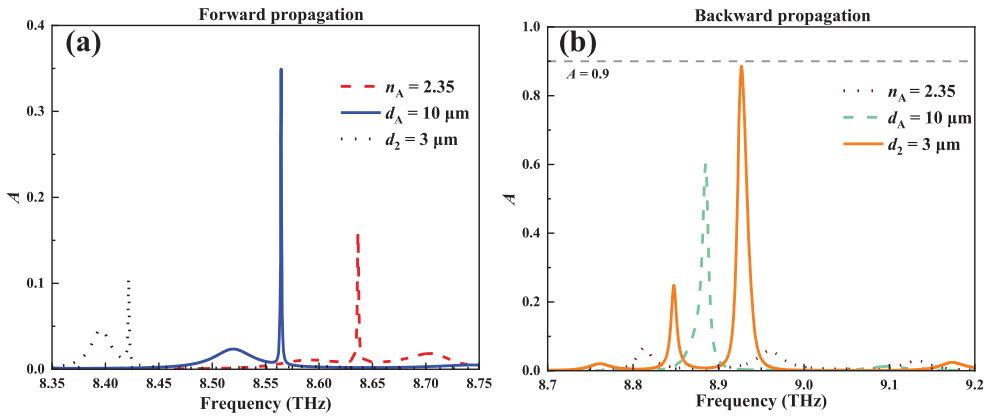 Forward propagation
(a)
n_A = 2.35
d_A = 10 μm
d_2 = 3 μm
A
0.4
0.3
0.2
0.1
0.0
8.35 8.40 8.45 8.50 8.55 8.60 8.65 8.70 8.75
Frequency (THz)
Backward propagation
(b)
A = 0.9
n_A = 2.35
d_A = 10 μm
d_2 = 3 μm
A
1.0
0.8
0.6
0.4
0.2
0.0
8.7 8.8 8.9 9.0 9.1 9.2
Frequency (THz)